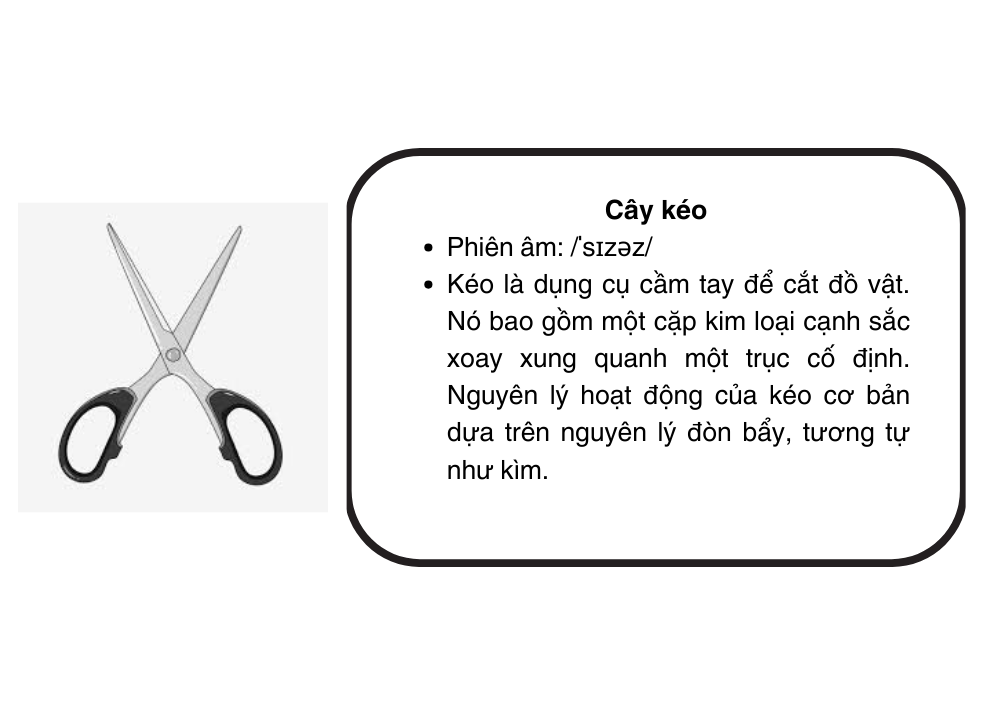 Cây kéo
• Phiên âm: /ˈsɪzəz/
• Kéo là dụng cụ cầm tay để cắt đồ vật.
Nó bao gồm một cặp kim loại cạnh sắc
xoay xung quanh một trục cố định.
Nguyên lý hoạt động của kéo cơ bản
dựa trên nguyên lý đòn bẩy, tương tự
như kìm.